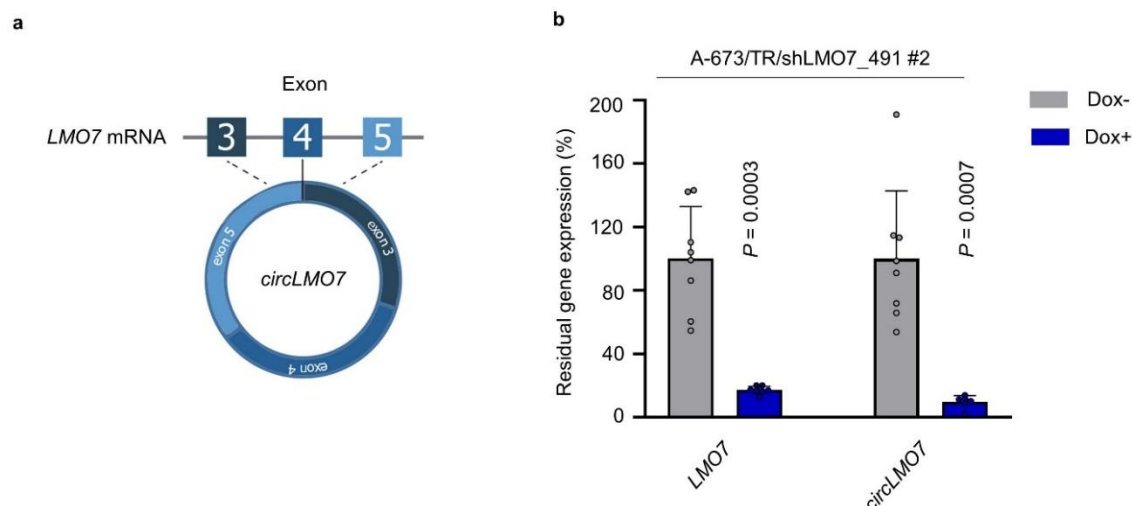 a
Exon
LMO7 mRNA
3 4 5
exon 5
exon 3
circLMO7
exon 4
b
A-673/TR/shLMO7_491 #2
Residual gene expression (%)
200
160
120
80
40
0
P = 0.0003
P = 0.0007
LMO7
circLMO7
Dox-
Dox+